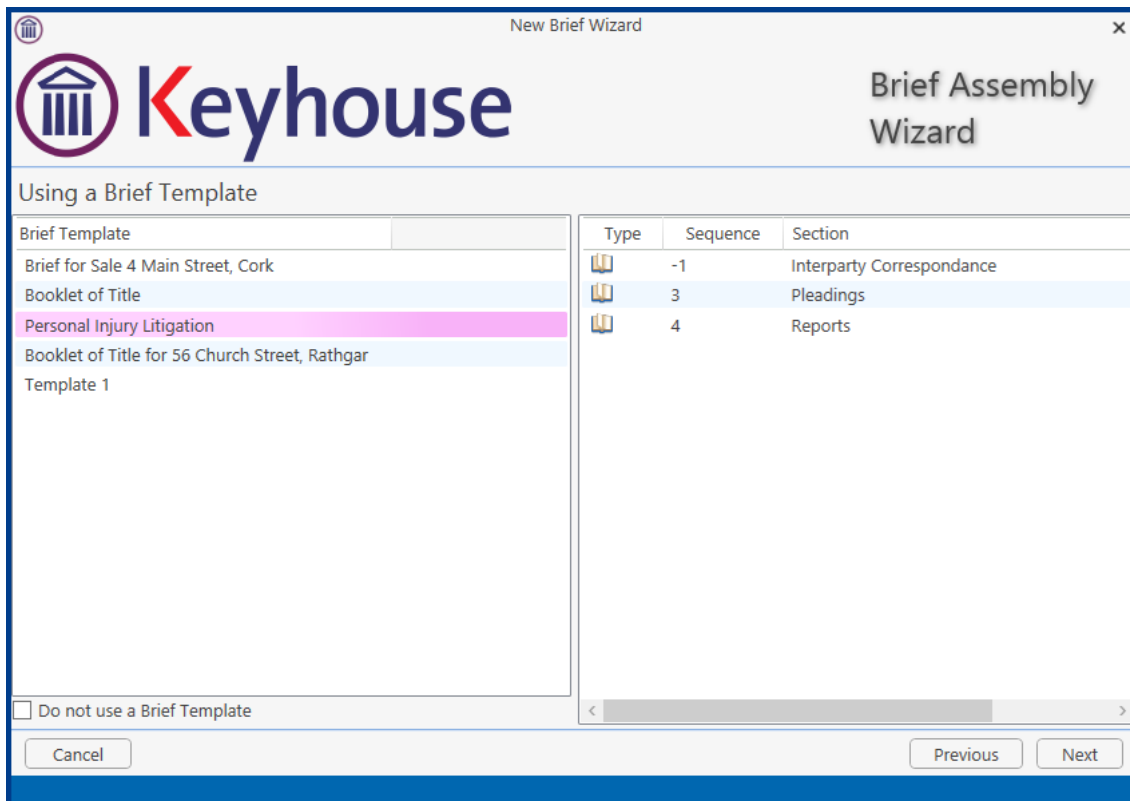 New Brief Wizard
Keyhouse
Brief Assembly
Wizard
Using a Brief Template
Brief Template
Brief for Sale 4 Main Street, Cork
Booklet of Title
Personal Injury Litigation
Booklet of Title for 56 Church Street, Rathgar
Template 1
Type Sequence Section
-1 Interparty Correspondance
3 Pleadings
4 Reports
Do not use a Brief Template
Cancel Previous Next